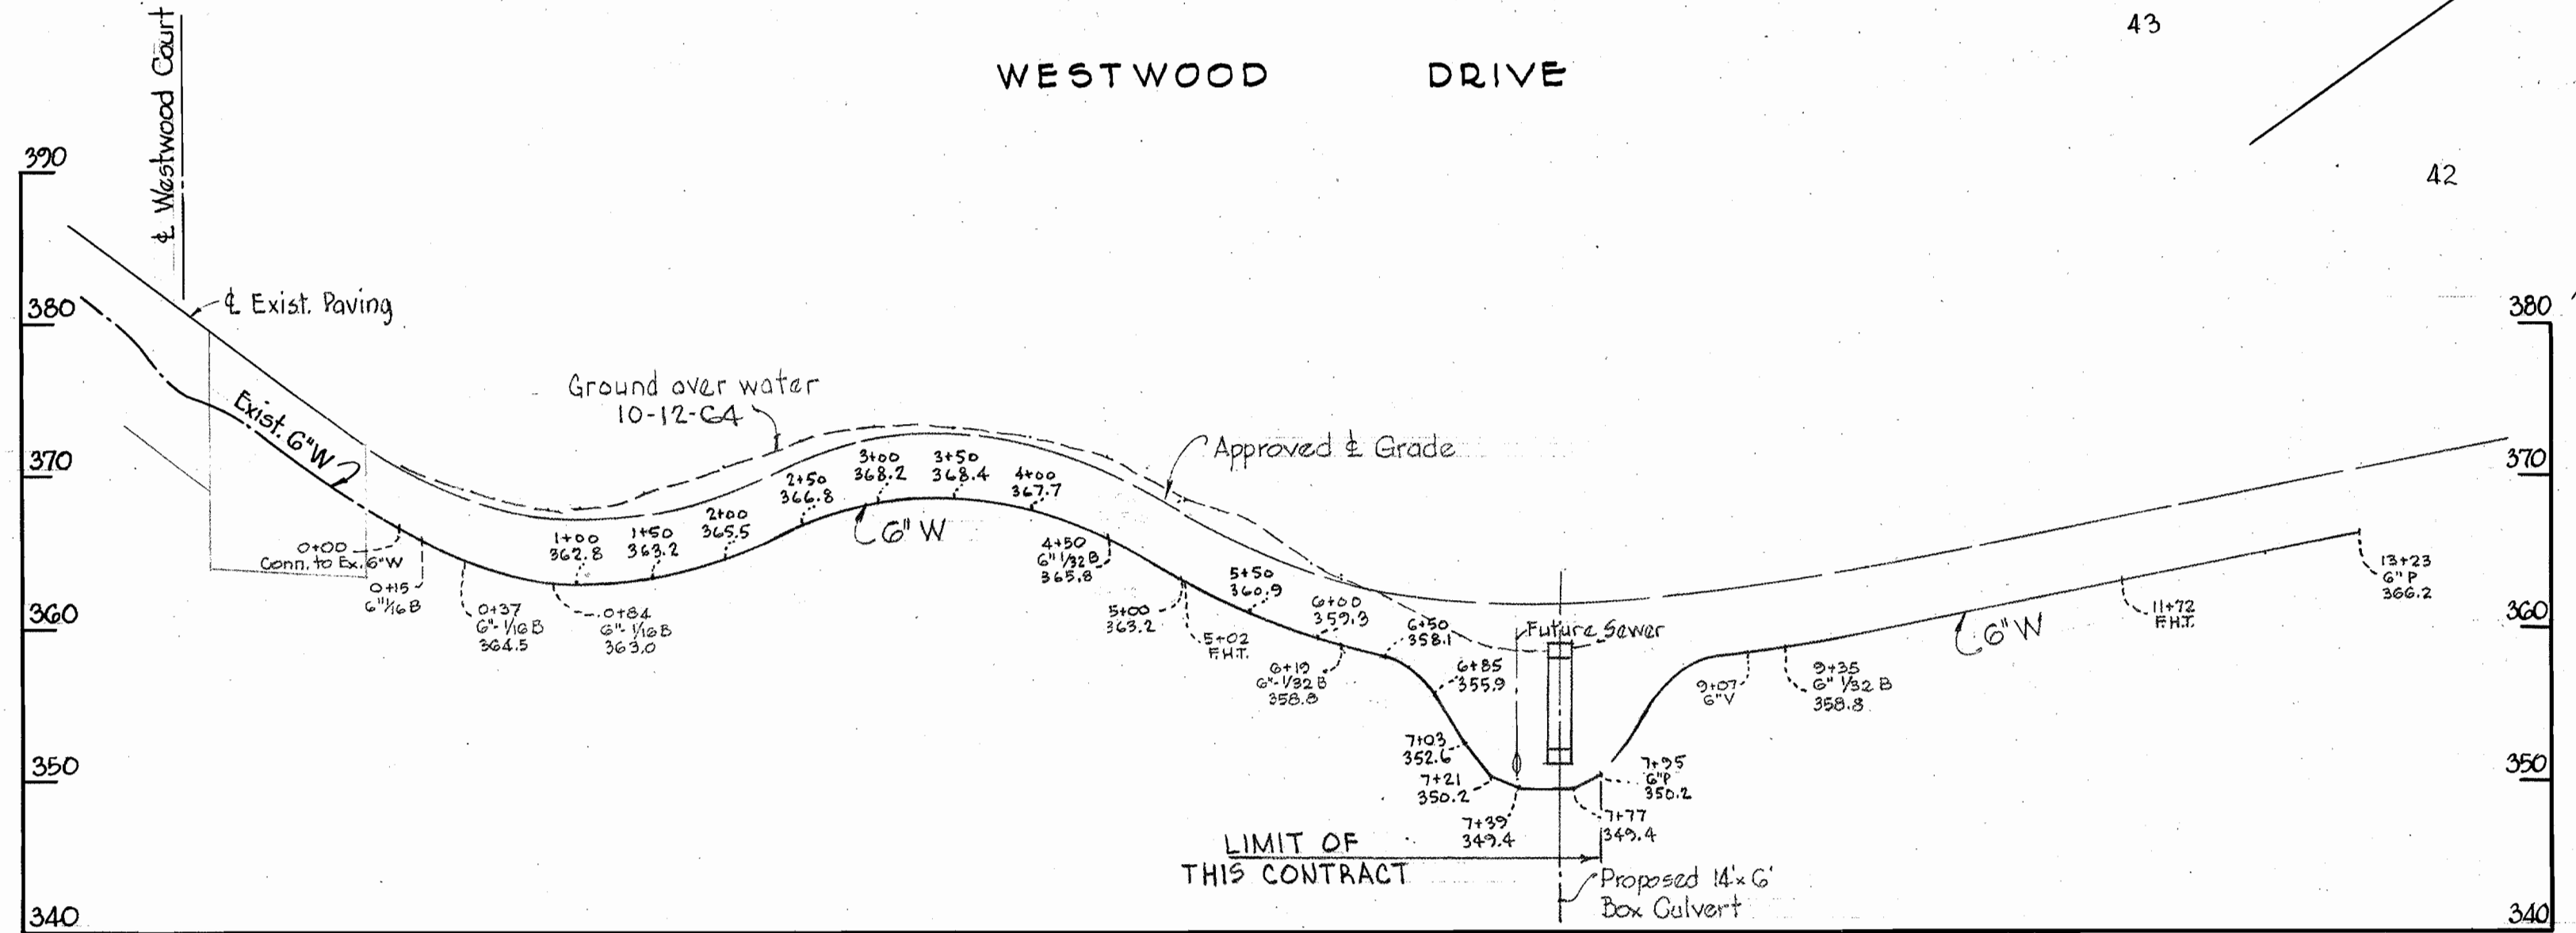 43
WESTWOOD DRIVE
42
℄ Westwood Court
390
380
370
360
350
340
℄ Exist. Paving
Exist. 6"W
Ground over water
10-12-64
Approved ℄ Grade
0+00
Conn. to Ex. 6"W
0+15
6" 1/16 B
0+37
6"-1/16 B
364.5
0+84
6"-1/16 B
363.0
1+00
362.8
1+50
363.2
2+00
365.5
2+50
366.8
3+00
368.2
3+50
368.4
4+00
367.7
6" W
4+50
6" 1/32 B
365.8
5+00
363.2
5+02
F.H.T.
5+50
360.9
6+00
359.3
6+19
6"-1/32 B
358.8
6+50
358.1
6+85
355.9
7+03
352.6
7+21
350.2
7+39
349.4
Future Sewer
7+95
6"P
350.2
7+77
349.4
LIMIT OF
THIS CONTRACT
Proposed 14'x6'
Box Culvert
9+07
6"V
9+35
6" 1/32 B
358.8
6" W
11+72
F.H.T.
13+23
6"P
366.2
380
370
360
350
340